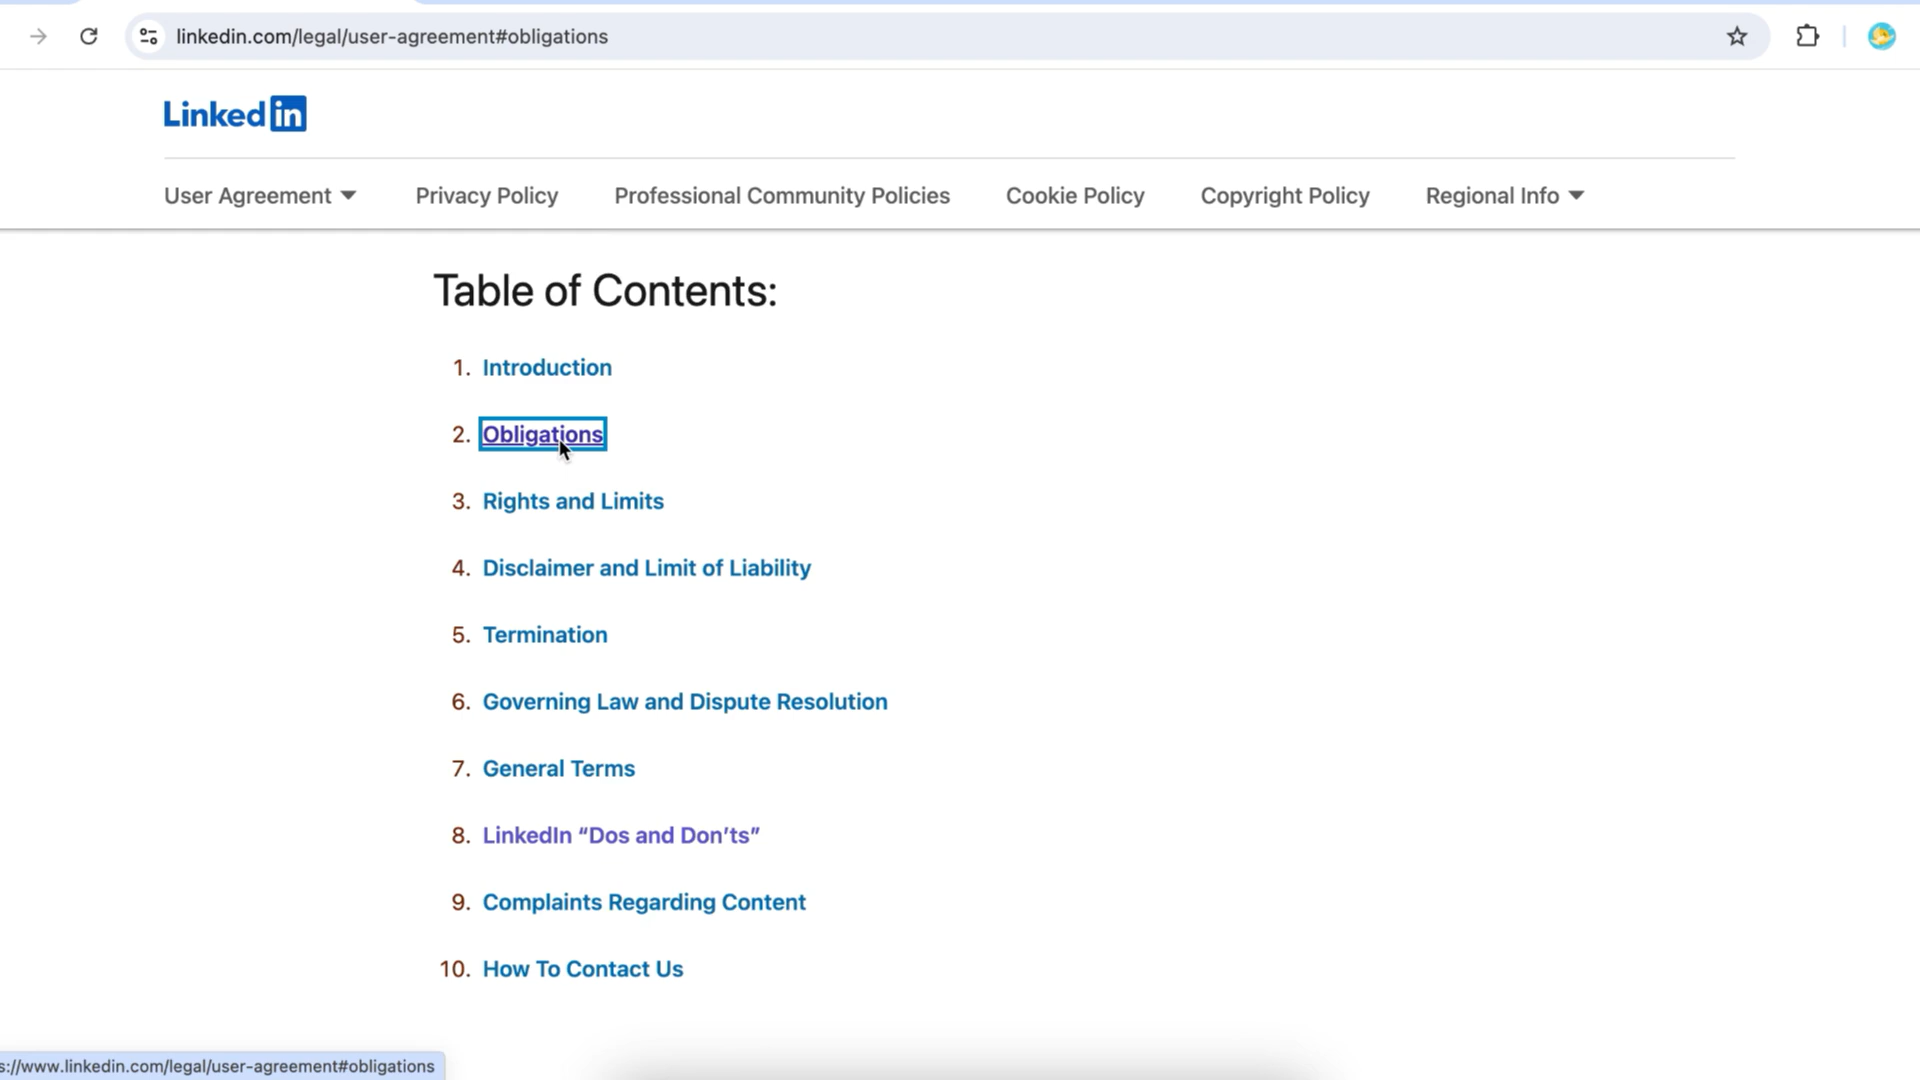 linkedin.com/legal/user-agreement#obligations
Linked in
User Agreement Privacy Policy Professional Community Policies Cookie Policy Copyright Policy Regional Info
Table of Contents:
1. Introduction
2. Obligations
3. Rights and Limits
4. Disclaimer and Limit of Liability
5. Termination
6. Governing Law and Dispute Resolution
7. General Terms
8. LinkedIn “Dos and Don’ts”
9. Complaints Regarding Content
10. How To Contact Us
s://www.linkedin.com/legal/user-agreement#obligations